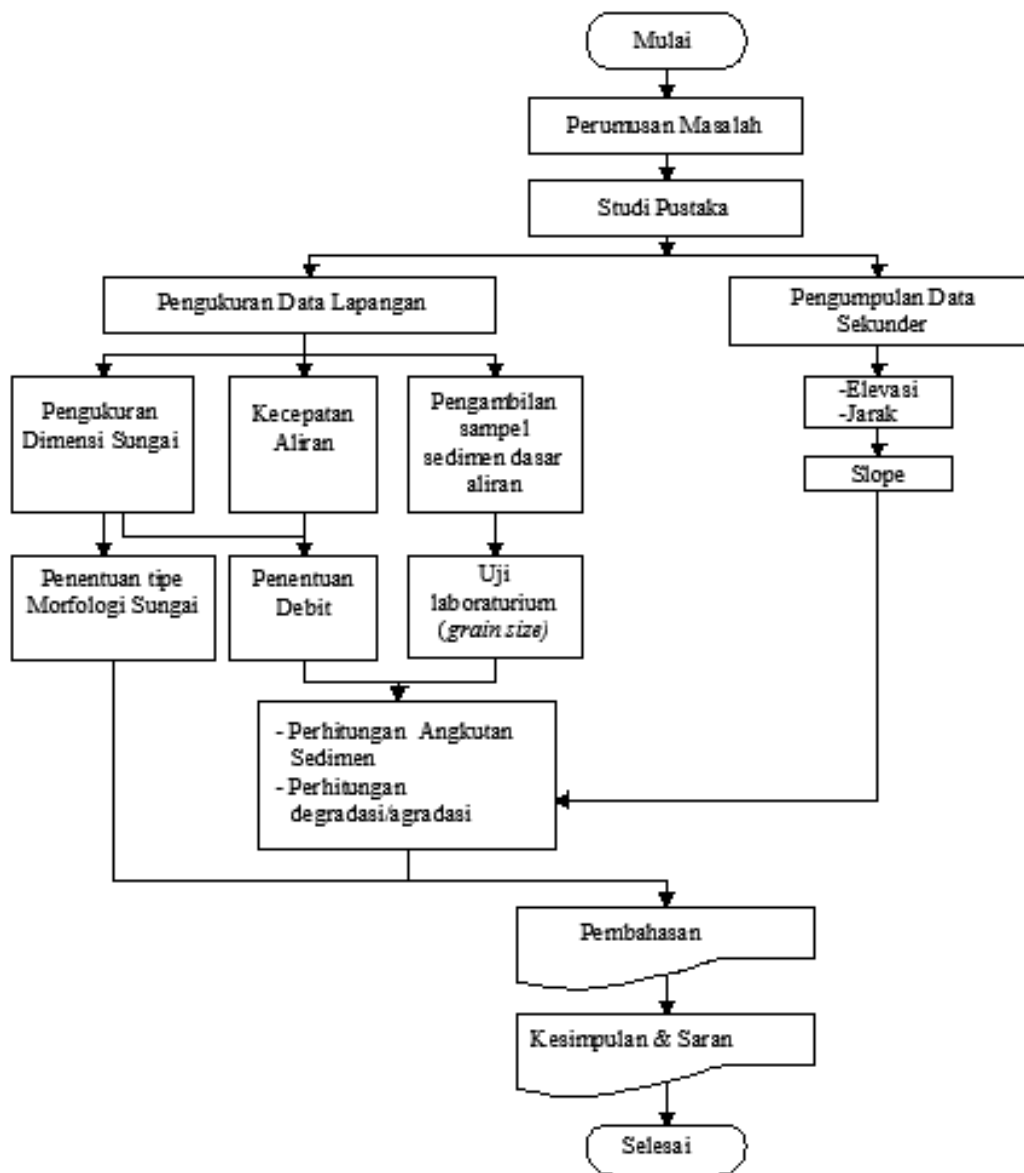 Mulai
Perumusan Masalah
Studi Pustaka
Pengukuran Data Lapangan
Pengumpulan Data
Sekunder
Pengukuran
Dimensi Sungai
Kecepatan
Aliran
Pengambilan
sampel
sedimen dasar
aliran
-Elevasi
-Jarak
Slope
Penentuan tipe
Morfologi Sungai
Penentuan
Debit
Uji
laboraturium
(grain size)
- Perhitungan Angkutan
Sedimen
- Perhitungan
degradasi/agradasi
Pembahasan
Kesimpulan & Saran
Selesai